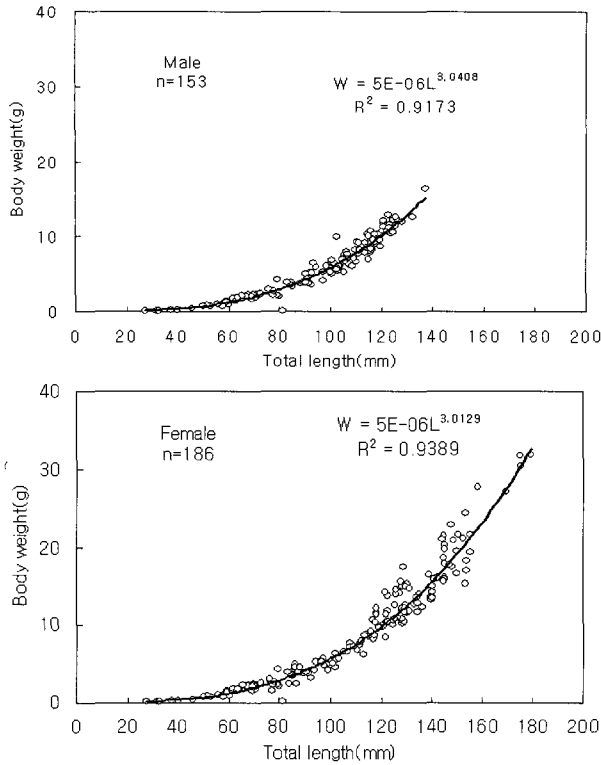 40
30
20
10
0
Body weight(g)
Male
n=153
W = 5E-06L^3.0408
R² = 0.9173
0 20 40 60 80 100 120 140 160 180 200
Total length(mm)
40
30
20
10
0
Body weight(g)
Female
n=186
W = 5E-06L^3.0129
R² = 0.9389
0 20 40 60 80 100 120 140 160 180 200
Total length(mm)